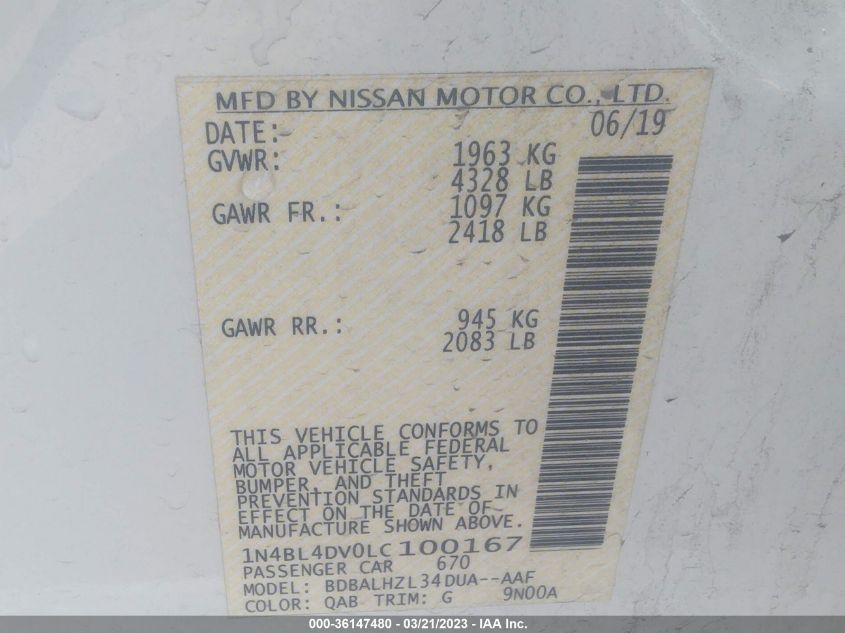 MFD BY NISSAN MOTOR CO., LTD.
DATE: 06/19
GVWR: 1963 KG
4328 LB
GAWR FR.: 1097 KG
2418 LB
GAWR RR.: 945 KG
2083 LB
THIS VEHICLE CONFORMS TO
ALL APPLICABLE FEDERAL
MOTOR VEHICLE SAFETY,
BUMPER, AND THEFT
PREVENTION STANDARDS IN
EFFECT ON THE DATE OF
MANUFACTURE SHOWN ABOVE.
1N4BL4DV0LC100167
PASSENGER CAR 670
MODEL: BDBALHZL34DUA--AAF
COLOR: QAB TRIM: G 9N00A
000-36147480 - 03/21/2023 - IAA Inc.